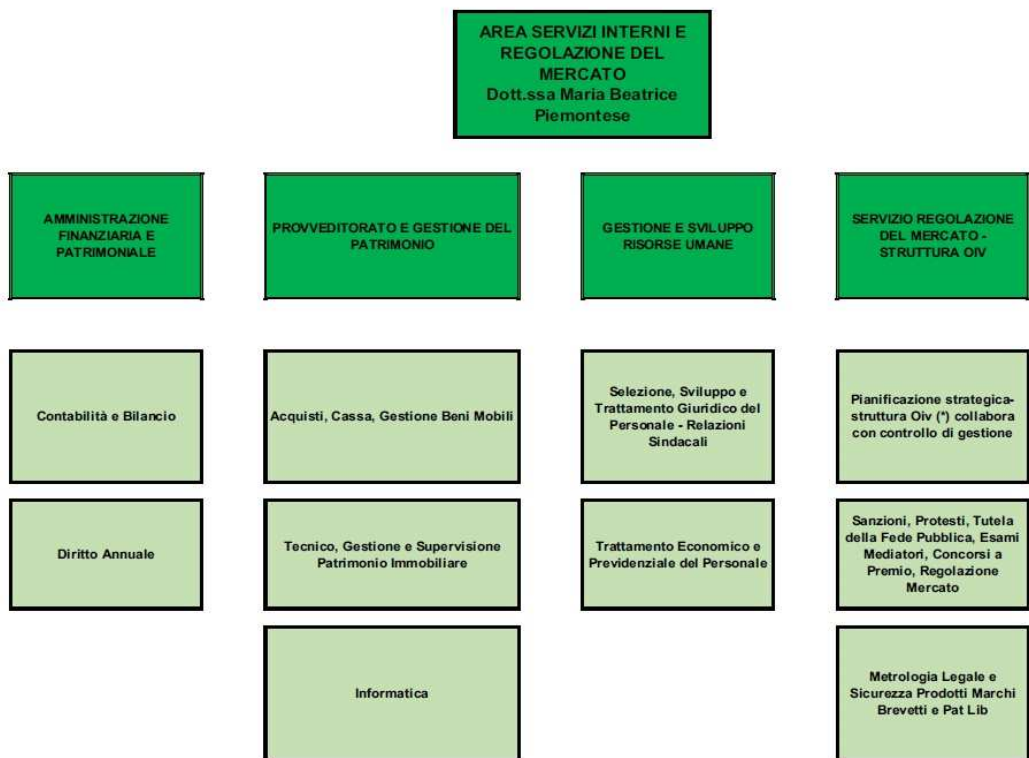 AREA SERVIZI INTERNI E
REGOLAZIONE DEL
MERCATO
Dott.ssa Maria Beatrice
Piemontese
AMMINISTRAZIONE
FINANZIARIA E
PATRIMONIALE
PROVVEDITORATO E GESTIONE DEL
PATRIMONIO
GESTIONE E SVILUPPO
RISORSE UMANE
SERVIZIO REGOLAZIONE
DEL MERCATO -
STRUTTURA OIV
Contabilità e Bilancio
Acquisti, Cassa, Gestione Beni Mobili
Selezione, Sviluppo e
Trattamento Giuridico del
Personale - Relazioni
Sindacali
Pianificazione strategica-
struttura Oiv (*) collabora
con controllo di gestione
Diritto Annuale
Tecnico, Gestione e Supervisione
Patrimonio Immobiliare
Trattamento Economico e
Previdenziale del Personale
Sanzioni, Protesti, Tutela
della Fede Pubblica, Esami
Mediatori, Concorsi a
Premio, Regolazione
Mercato
Informatica
Metrologia Legale e
Sicurezza Prodotti Marchi
Brevetti e Pat Lib